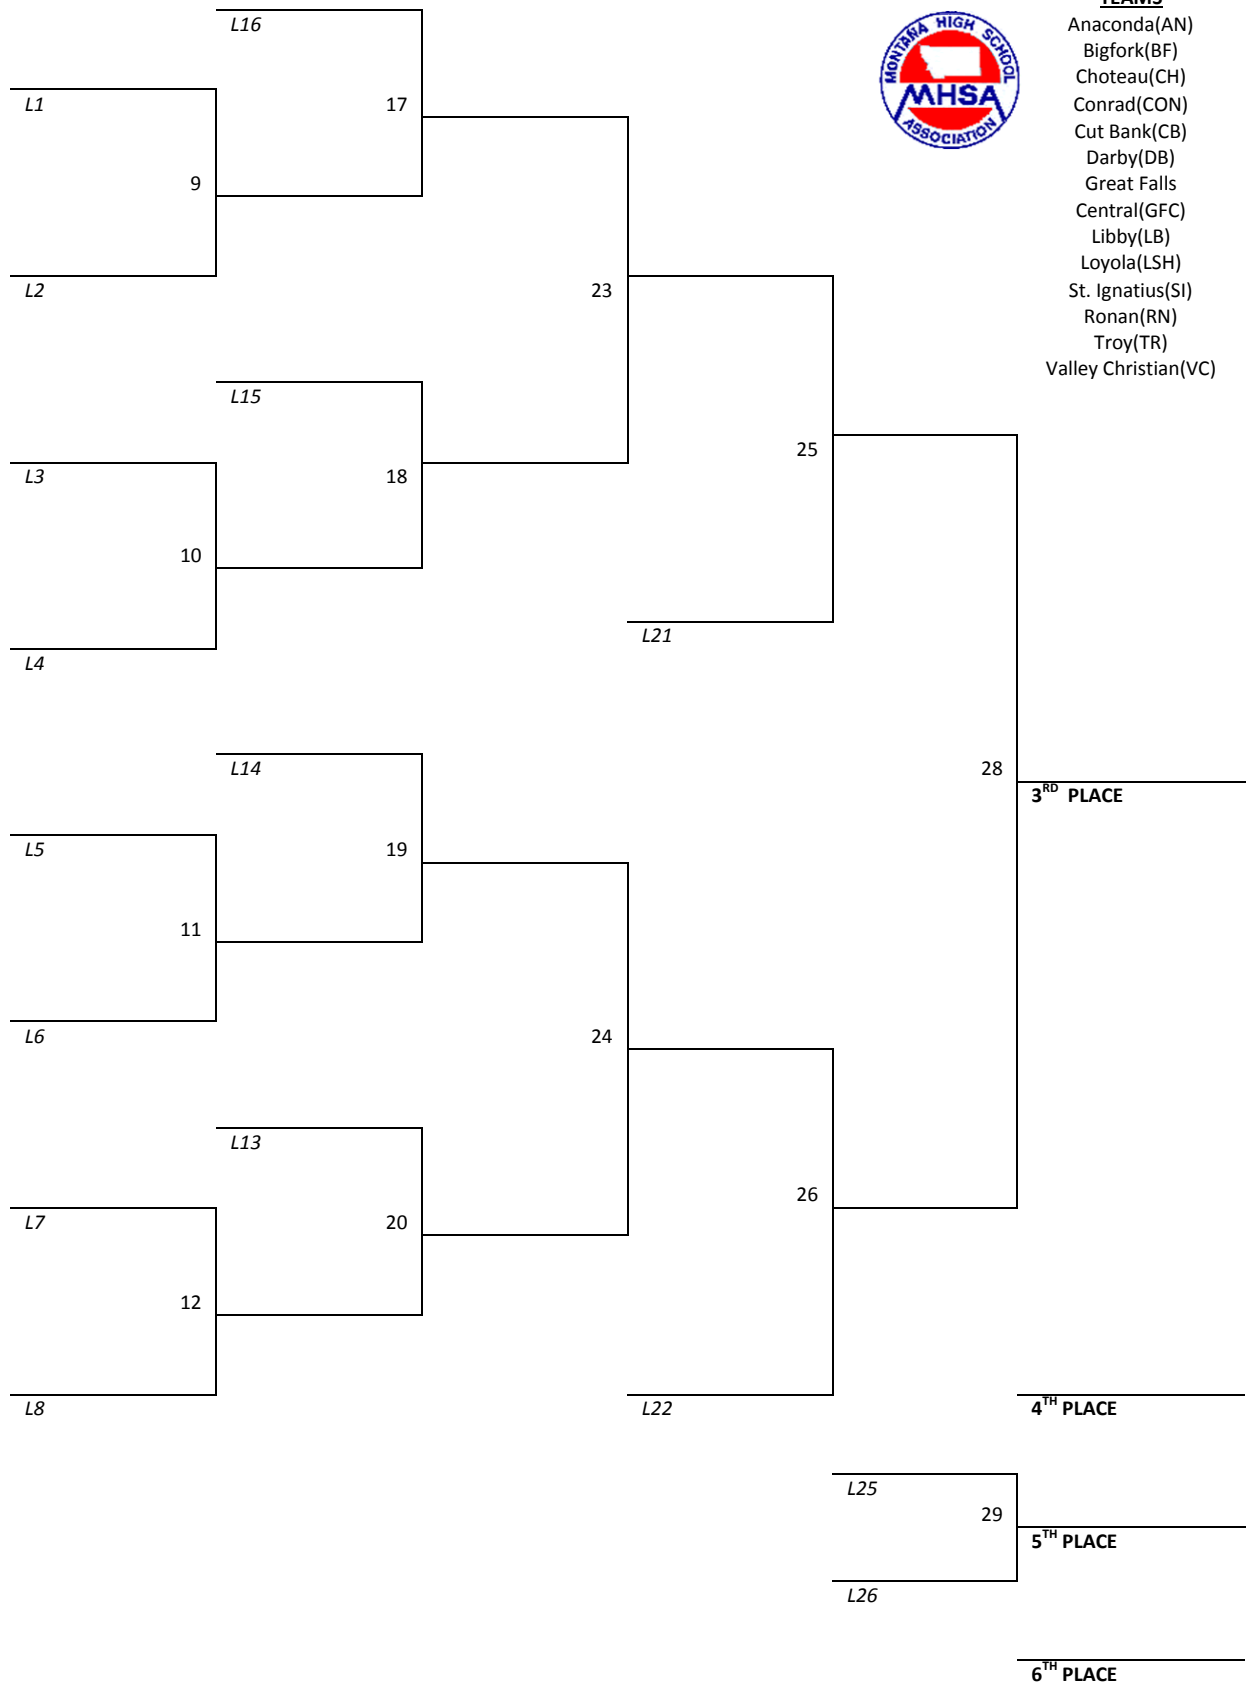 TEAMS
Anaconda(AN)
Bigfork(BF)
Choteau(CH)
Conrad(CON)
Cut Bank(CB)
Darby(DB)
Great Falls
Central(GFC)
Libby(LB)
Loyola(LSH)
St. Ignatius(SI)
Ronan(RN)
Troy(TR)
Valley Christian(VC)
MONTANA HIGH SCHOOL
MHSA
ASSOCIATION
L16
L1
17
9
L2
23
L15
L3
18
25
10
L21
L4
L14
28
3RD PLACE
L5
19
11
L6
24
L13
26
L7
20
12
L8
L22
4TH PLACE
L25
29
5TH PLACE
L26
6TH PLACE